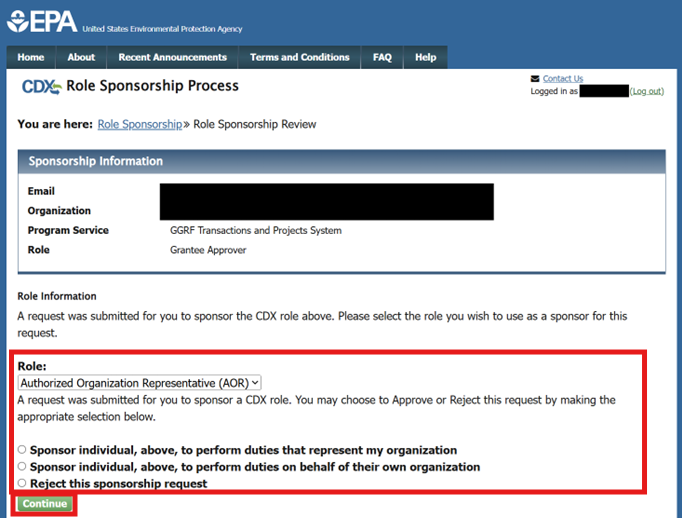 EPA United States Environmental Protection Agency
Home About Recent Announcements Terms and Conditions FAQ Help
CDX Role Sponsorship Process
Contact Us
Logged in as (Log out)
You are here: Role Sponsorship» Role Sponsorship Review
Sponsorship Information
Email
Organization
Program Service GGRF Transactions and Projects System
Role Grantee Approver
Role Information
A request was submitted for you to sponsor the CDX role above. Please select the role you wish to use as a sponsor for this
request.
Role:
Authorized Organization Representative (AOR)
A request was submitted for you to sponsor a CDX role. You may choose to Approve or Reject this request by making the
appropriate selection below.
Sponsor individual, above, to perform duties that represent my organization
Sponsor individual, above, to perform duties on behalf of their own organization
Reject this sponsorship request
Continue